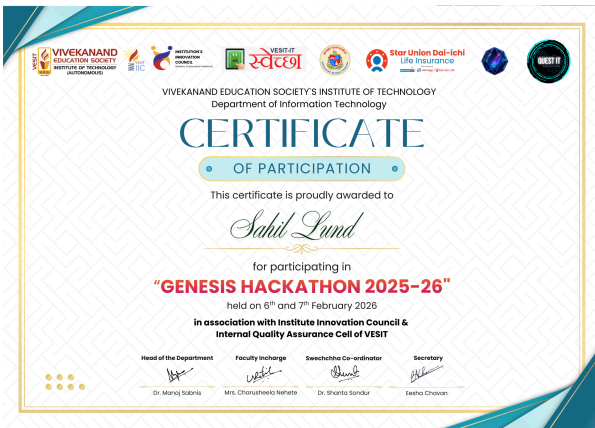 VESIT
VIVEKANAND
EDUCATION SOCIETY
INSTITUTE OF TECHNOLOGY
(AUTONOMOUS)
IIC
INSTITUTION'S
INNOVATION
COUNCIL
VESIT-IT
स्वेच्छा
Star Union Dai-ichi
Life Insurance
QUEST IT
VIVEKANAND EDUCATION SOCIETY'S INSTITUTE OF TECHNOLOGY
Department of Information Technology
CERTIFICATE
OF PARTICIPATION
This certificate is proudly awarded to
Sahil Lund
for participating in
“GENESIS HACKATHON 2025-26"
held on 6th and 7th February 2026
in association with Institute Innovation Council &
Internal Quality Assurance Cell of VESIT
Head of the Department
Faculty Incharge
Swechchha Co-ordinator
Secretary
Dr. Manoj Sabnis
Mrs. Charusheela Nehete
Dr. Shanta Sondur
Eesha Chavan